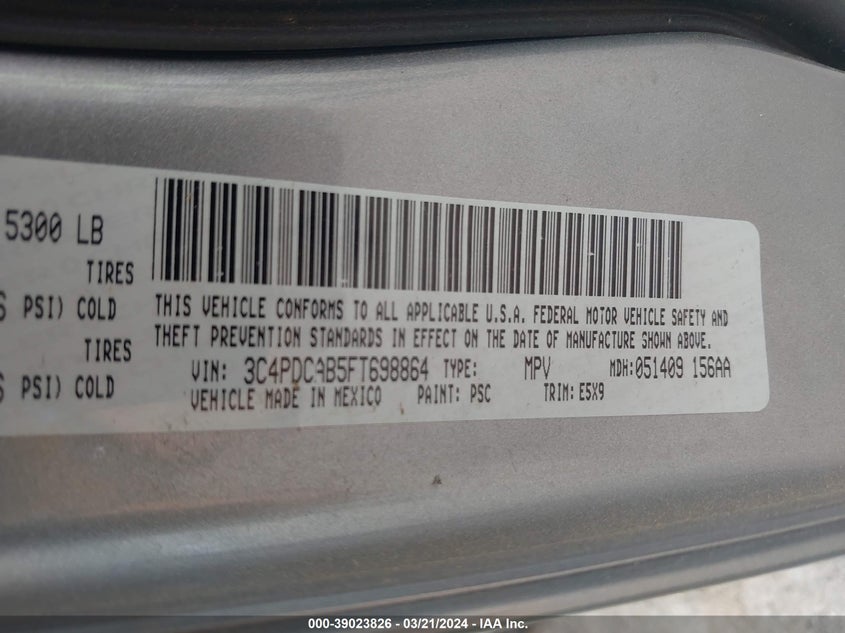 5300 LB
TIRES
PSI) COLD
TIRES
PSI) COLD
THIS VEHICLE CONFORMS TO ALL APPLICABLE U.S.A. FEDERAL MOTOR VEHICLE SAFETY AND
THEFT PREVENTION STANDARDS IN EFFECT ON THE DATE OF MANUFACTURE SHOWN ABOVE.
VIN: 3C4PDCAB5FT698864 TYPE: MPV MDH:051409 156AA
VEHICLE MADE IN MEXICO PAINT: PSC TRIM: E5X9
000-39023826 - 03/21/2024 - IAA Inc.